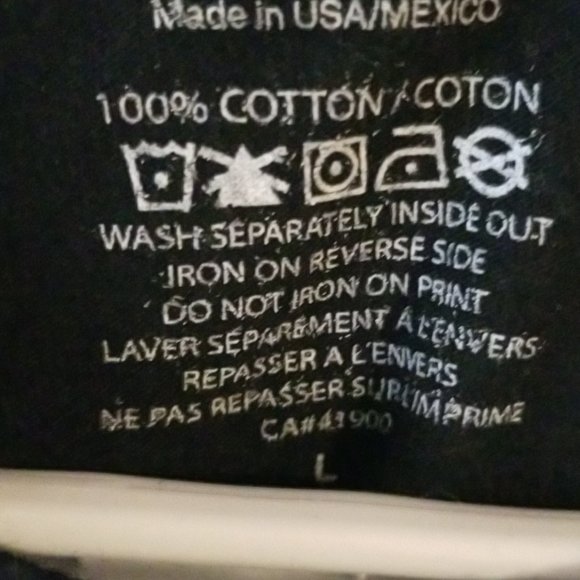 Made in USA/MEXICO
100% COTTON / COTON
WASH SEPARATELY INSIDE OUT
IRON ON REVERSE SIDE
DO NOT IRON ON PRINT
LAVER SÉPARÉMENT A L'ENVERS
REPASSER A L'ENVERS
NE PAS REPASSER SUR L'IMPRIME
CA#41900
L